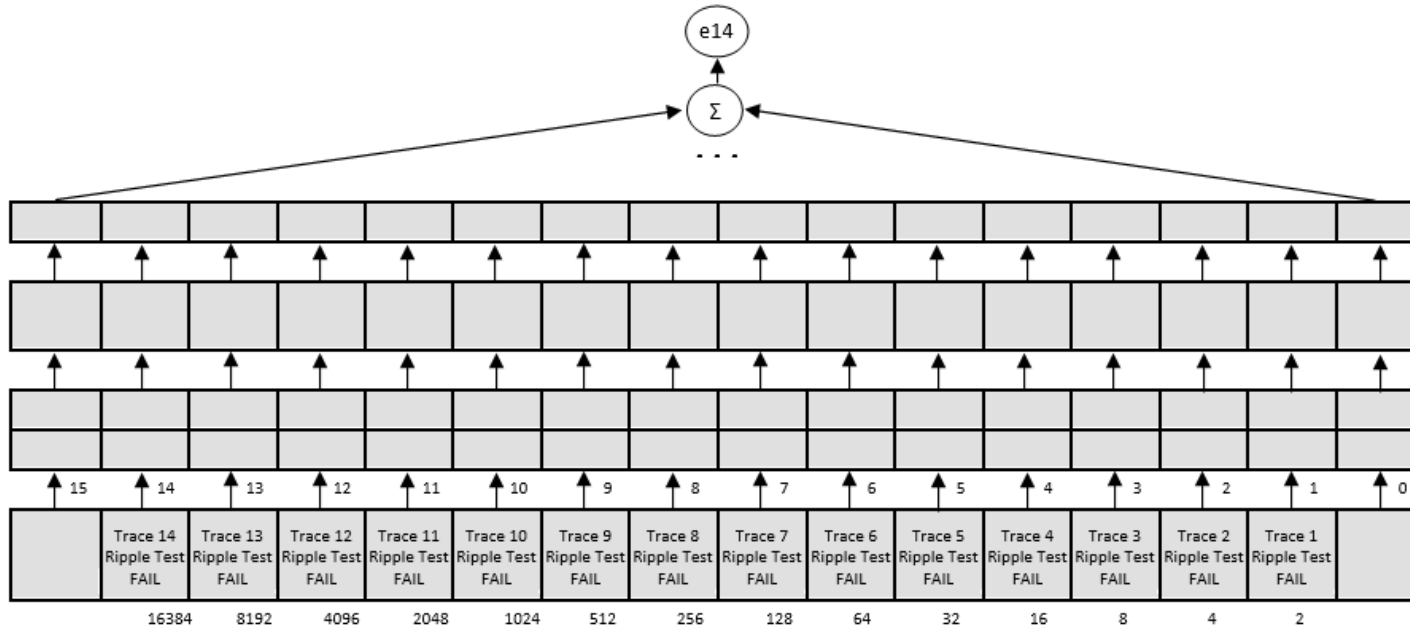 e14
Σ
...
15 14 13 12 11 10 9 8 7 6 5 4 3 2 1 0
Trace 14 Trace 13 Trace 12 Trace 11 Trace 10 Trace 9 Trace 8 Trace 7 Trace 6 Trace 5 Trace 4 Trace 3 Trace 2 Trace 1
Ripple Test Ripple Test Ripple Test Ripple Test Ripple Test Ripple Test Ripple Test Ripple Test Ripple Test Ripple Test Ripple Test Ripple Test Ripple Test Ripple Test
FAIL FAIL FAIL FAIL FAIL FAIL FAIL FAIL FAIL FAIL FAIL FAIL FAIL FAIL
16384 8192 4096 2048 1024 512 256 128 64 32 16 8 4 2